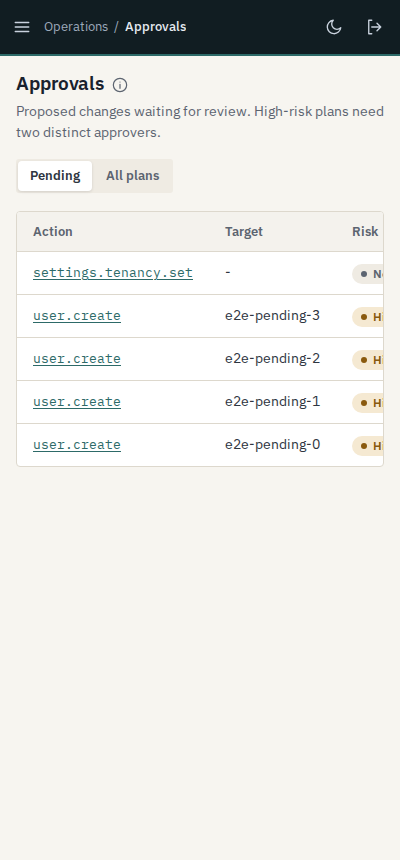 Operations / Approvals
Approvals
Proposed changes waiting for review. High-risk plans need
two distinct approvers.
Pending All plans
Action Target Risk
settings.tenancy.set -
user.create e2e-pending-3
user.create e2e-pending-2
user.create e2e-pending-1
user.create e2e-pending-0